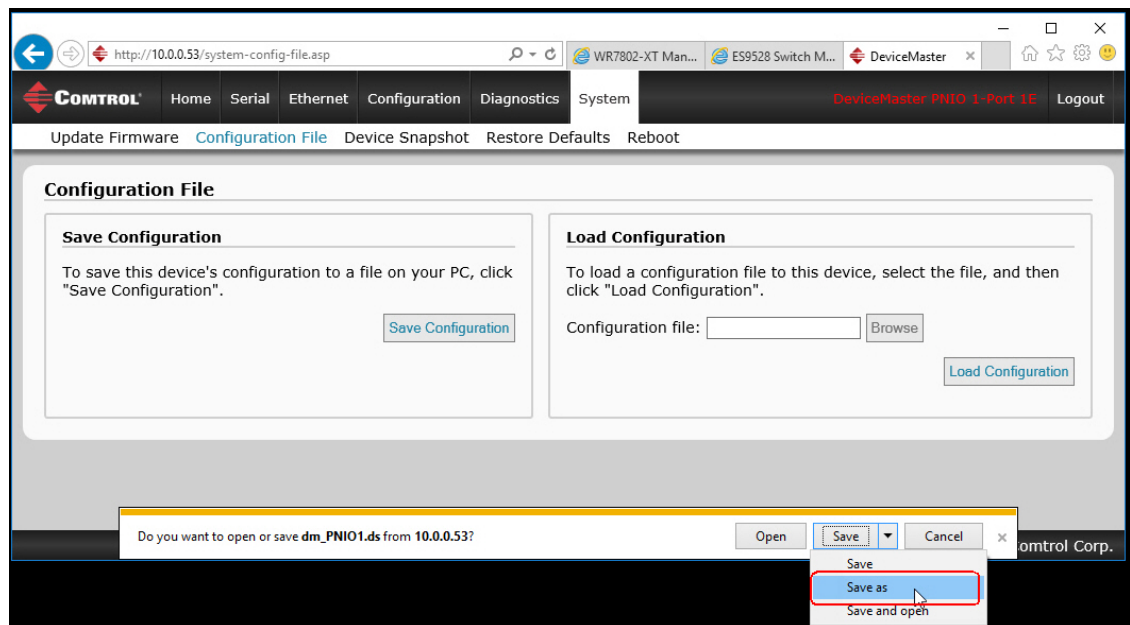 http://10.0.0.53/system-config-file.asp
WR7802-XT Man...
ES9528 Switch M...
DeviceMaster
COMTROL
Home Serial Ethernet Configuration Diagnostics System
DeviceMaster PNIO 1-Port 1E
Logout
Update Firmware Configuration File Device Snapshot Restore Defaults Reboot
Configuration File
Save Configuration
To save this device's configuration to a file on your PC, click
"Save Configuration".
Save Configuration
Load Configuration
To load a configuration file to this device, select the file, and then
click "Load Configuration".
Configuration file:
Browse
Load Configuration
Do you want to open or save dm_PNIO1.ds from 10.0.0.53?
Open
Save
Cancel
omtrol Corp.
Save
Save as
Save and open